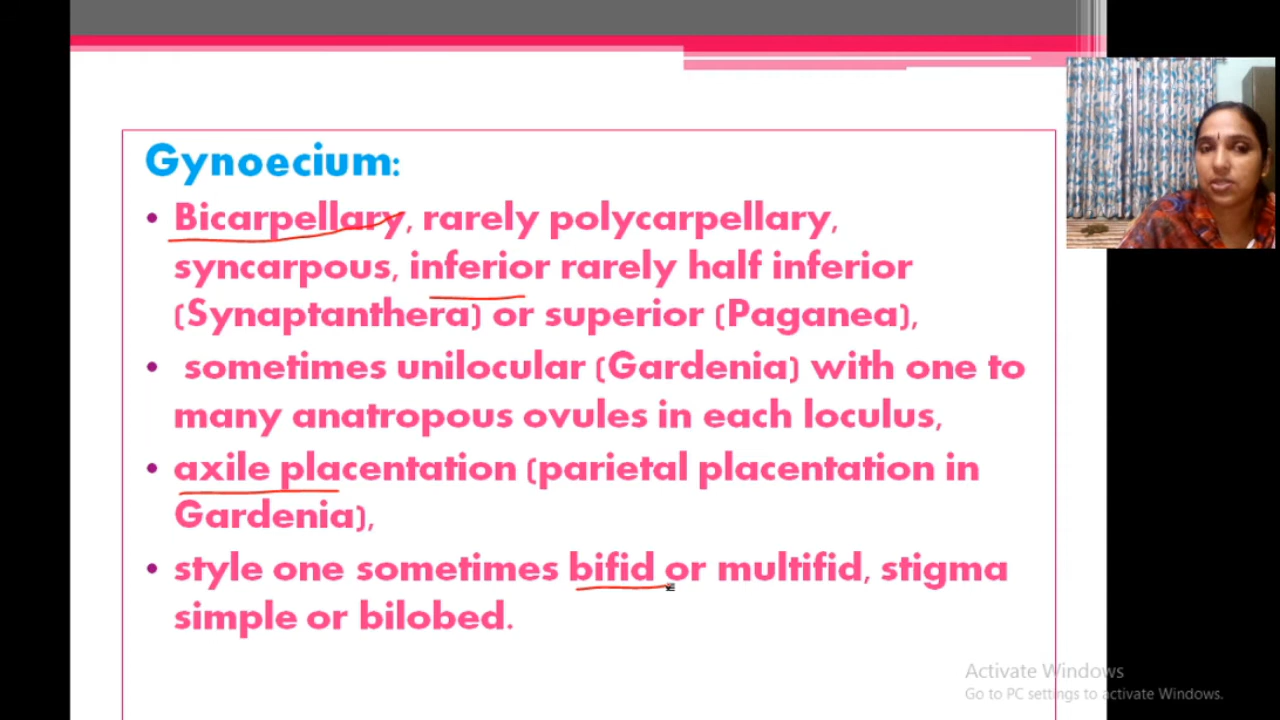 Gynoecium:
• Bicarpellary, rarely polycarpellary,
syncarpous, inferior rarely half inferior
(Synaptanthera) or superior (Paganea),
• sometimes unilocular (Gardenia) with one to
many anatropous ovules in each loculus,
• axile placentation (parietal placentation in
Gardenia),
• style one sometimes bifid or multifid, stigma
simple or bilobed.
Activate Windows
Go to PC settings to activate Windows.